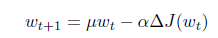 w_{t+1} = μw_t − αΔJ(w_t)